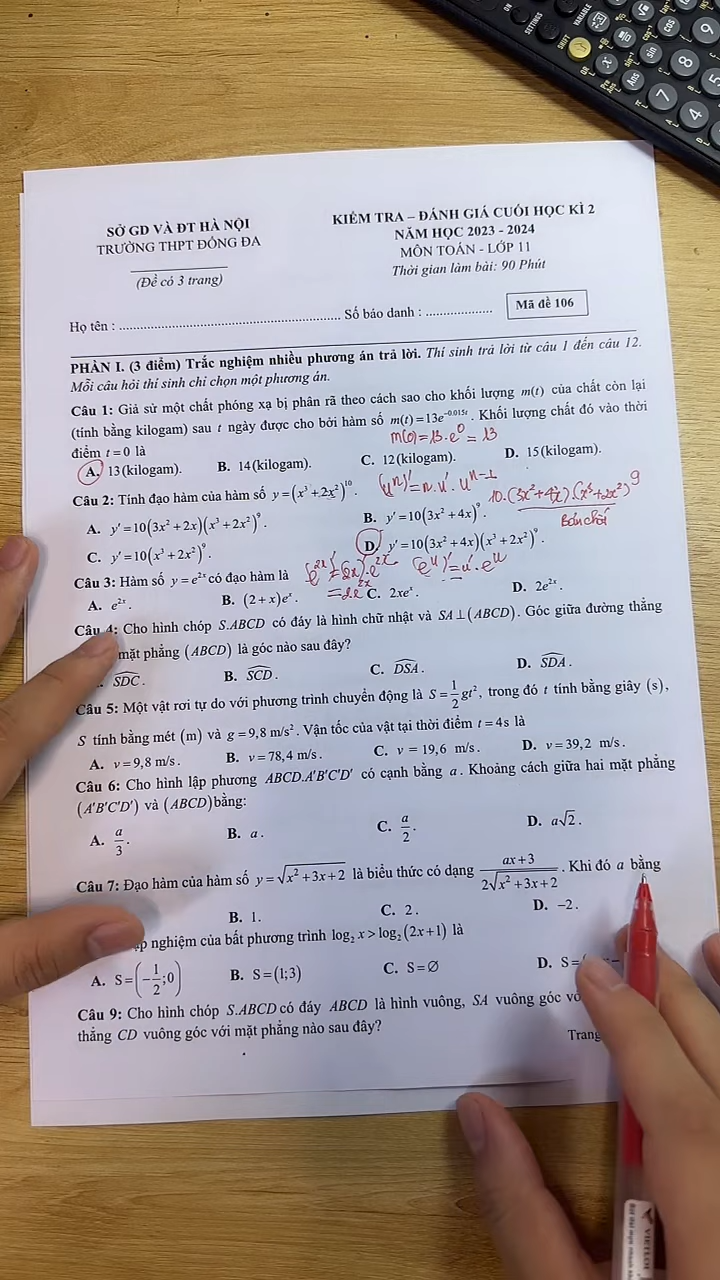 SỞ GD VÀ ĐT HÀ NỘI
TRƯỜNG THPT ĐỐNG ĐA
(Đề có 3 trang)
KIỂM TRA – ĐÁNH GIÁ CUỐI HỌC KÌ 2
NĂM HỌC 2023 - 2024
MÔN TOÁN - LỚP 11
Thời gian làm bài: 90 Phút
Họ tên : ............................................................ Số báo danh : ...................
Mã đề 106
PHẦN I. (3 điểm) Trắc nghiệm nhiều phương án trả lời. Thí sinh trả lời từ câu 1 đến câu 12.
Mỗi câu hỏi thí sinh chỉ chọn một phương án.
Câu 1: Giả sử một chất phóng xạ bị phân rã theo cách sao cho khối lượng m(t) của chất còn lại
(tính bằng kilogam) sau t ngày được cho bởi hàm số m(t)=13e^{-0.015t}. Khối lượng chất đó vào thời
m(0)=13.e^0 = 13
điểm t=0 là
A. 13(kilogam). B. 14(kilogam). C. 12(kilogam). D. 15(kilogam).
(u^n)'=n.u'.u^{n-1}
Câu 2: Tính đạo hàm của hàm số y=(x³+2x²)^{10}.
10.(3x²+4x).(x³+2x²)^9
A. y'=10(3x²+2x)(x³+2x²)^9. B. y'=10(3x²+4x)^9.
C. y'=10(x³+2x²)^9. D. y'=10(3x²+4x)(x³+2x²)^9.
Câu 3: Hàm số y=e^{2x} có đạo hàm là
(e^{2x})'=(2x)'.e^{2x} (e^u)'=u'.e^u
=2e^{2x}
A. e^{2x}. B. (2+x)e^x. C. 2xe^x. D. 2e^{2x}.
Câu 4: Cho hình chóp S.ABCD có đáy là hình chữ nhật và SA⊥(ABCD). Góc giữa đường thẳng
mặt phẳng (ABCD) là góc nào sau đây?
SDC. B. SCD. C. DSA. D. SDA.
Câu 5: Một vật rơi tự do với phương trình chuyển động là S=1/2gt², trong đó t tính bằng giây (s),
S tính bằng mét (m) và g=9,8 m/s². Vận tốc của vật tại thời điểm t=4s là
A. v=9,8 m/s. B. v=78,4 m/s. C. v = 19,6 m/s. D. v=39,2 m/s.
Câu 6: Cho hình lập phương ABCD.A'B'C'D' có cạnh bằng a. Khoảng cách giữa hai mặt phẳng
(A'B'C'D') và (ABCD)bằng:
A. a/3. B. a. C. a/2. D. a√2.
Câu 7: Đạo hàm của hàm số y=√(x²+3x+2) là biểu thức có dạng (ax+3)/(2√(x²+3x+2)). Khi đó a bằng
B. 1. C. 2. D. –2.
nghiệm của bất phương trình log₂x>log₂(2x+1) là
A. S=(-1/2;0) B. S=(1;3) C. S=∅ D. S=
Câu 9: Cho hình chóp S.ABCD có đáy ABCD là hình vuông, SA vuông góc
thẳng CD vuông góc với mặt phẳng nào sau đây?
Trang